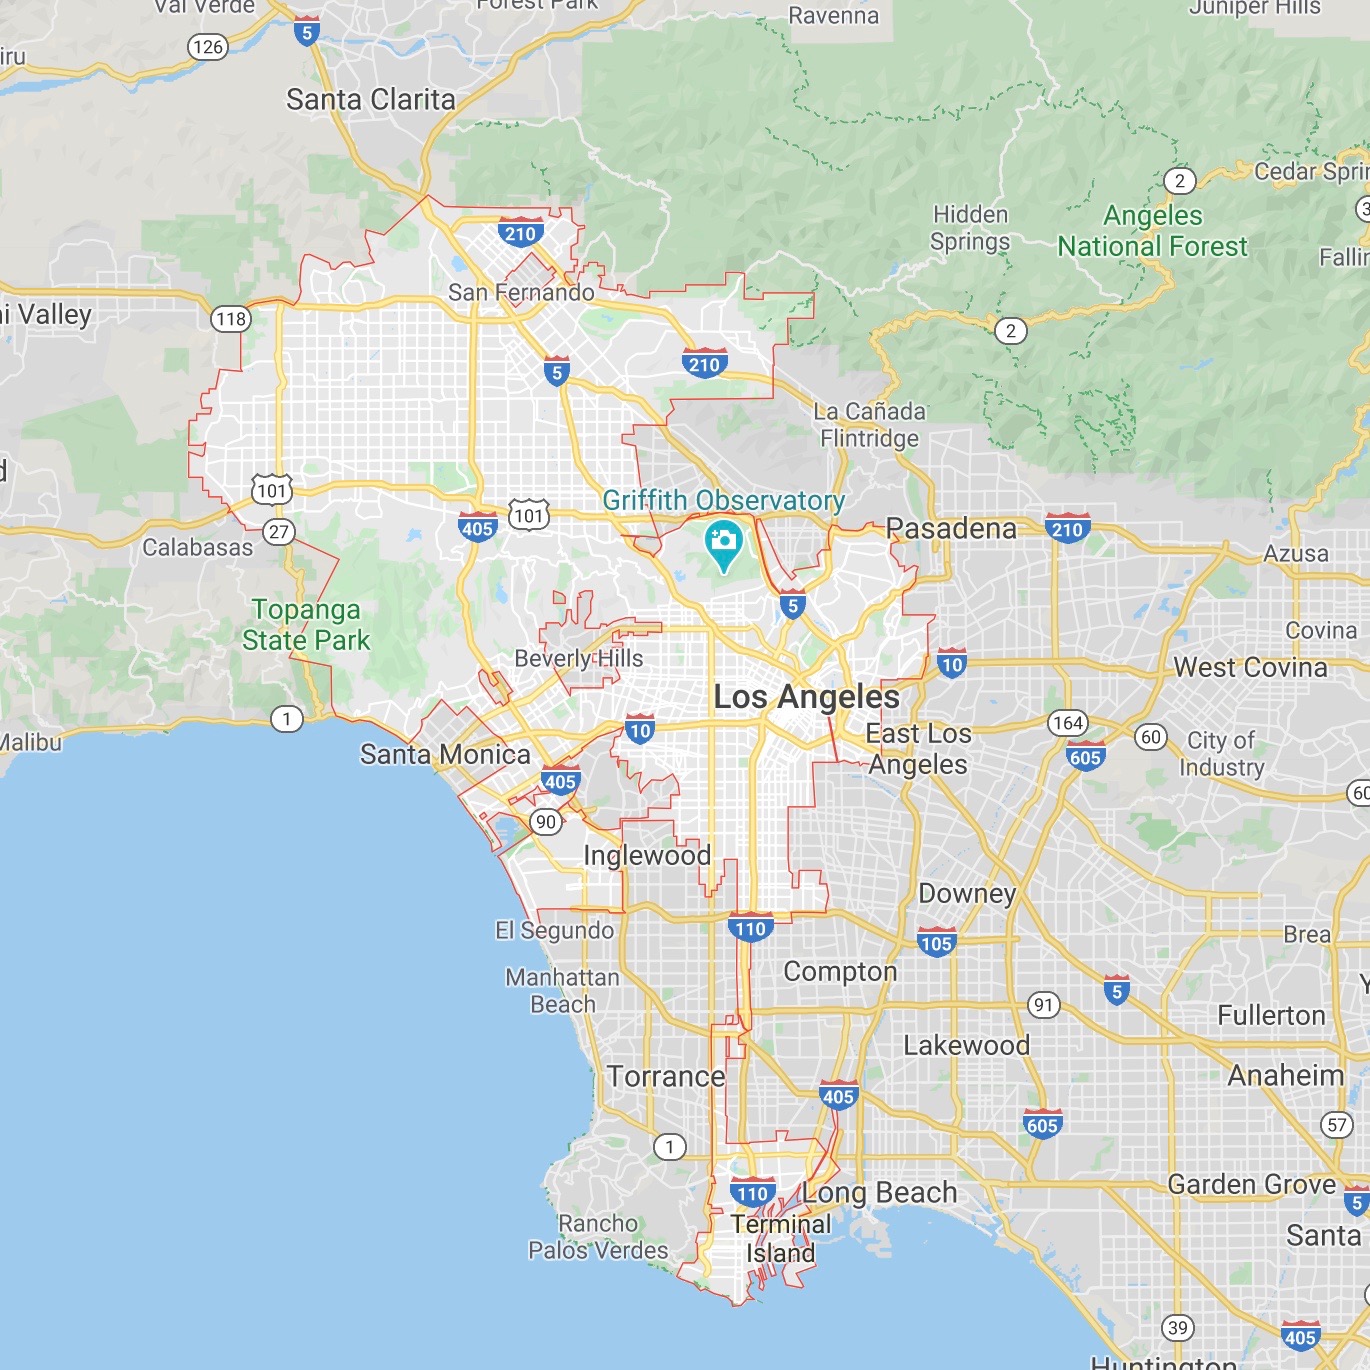 Val Verde
Forest Park
Ravenna
Juniper Hills
5
126
iru
Santa Clarita
2
Cedar Sprin
3
Hidden
Springs
Angeles
National Forest
210
Fallin
San Fernando
ni Valley
118
2
5
210
La Cañada
Flintridge
d
101
Griffith Observatory
101
405
27
Pasadena
210
Calabasas
Azusa
5
Topanga
State Park
Covina
Beverly Hills
10
West Covina
Los Angeles
1
10
164
Malibu
Santa Monica
East Los
Angeles
60
City of
Industry
605
405
60
90
Inglewood
Downey
El Segundo
110
105
Brea
Manhattan
Beach
Compton
5
Y
91
Fullerton
Lakewood
Torrance
Anaheim
405
605
57
1
Garden Grove
110
Long Beach
5
Rancho
Palos Verdes
Terminal
Island
Santa
39
405
Huntington